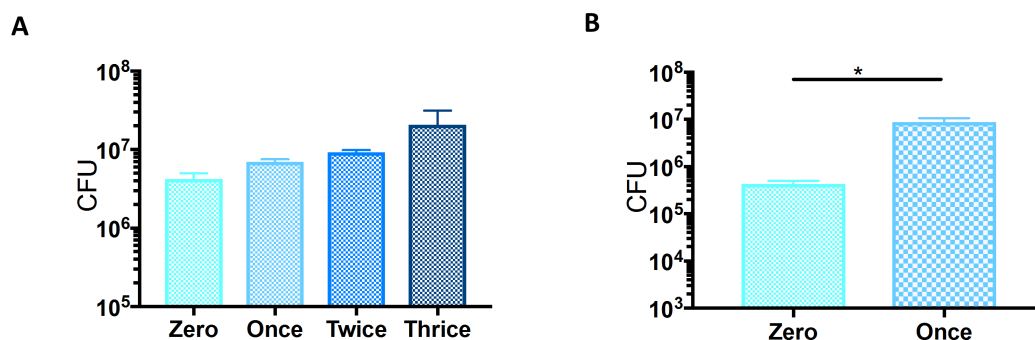 A
CFU
10⁸
10⁷
10⁶
10⁵
Zero Once Twice Thrice
B
*
CFU
10⁸
10⁷
10⁶
10⁵
10⁴
10³
Zero Once